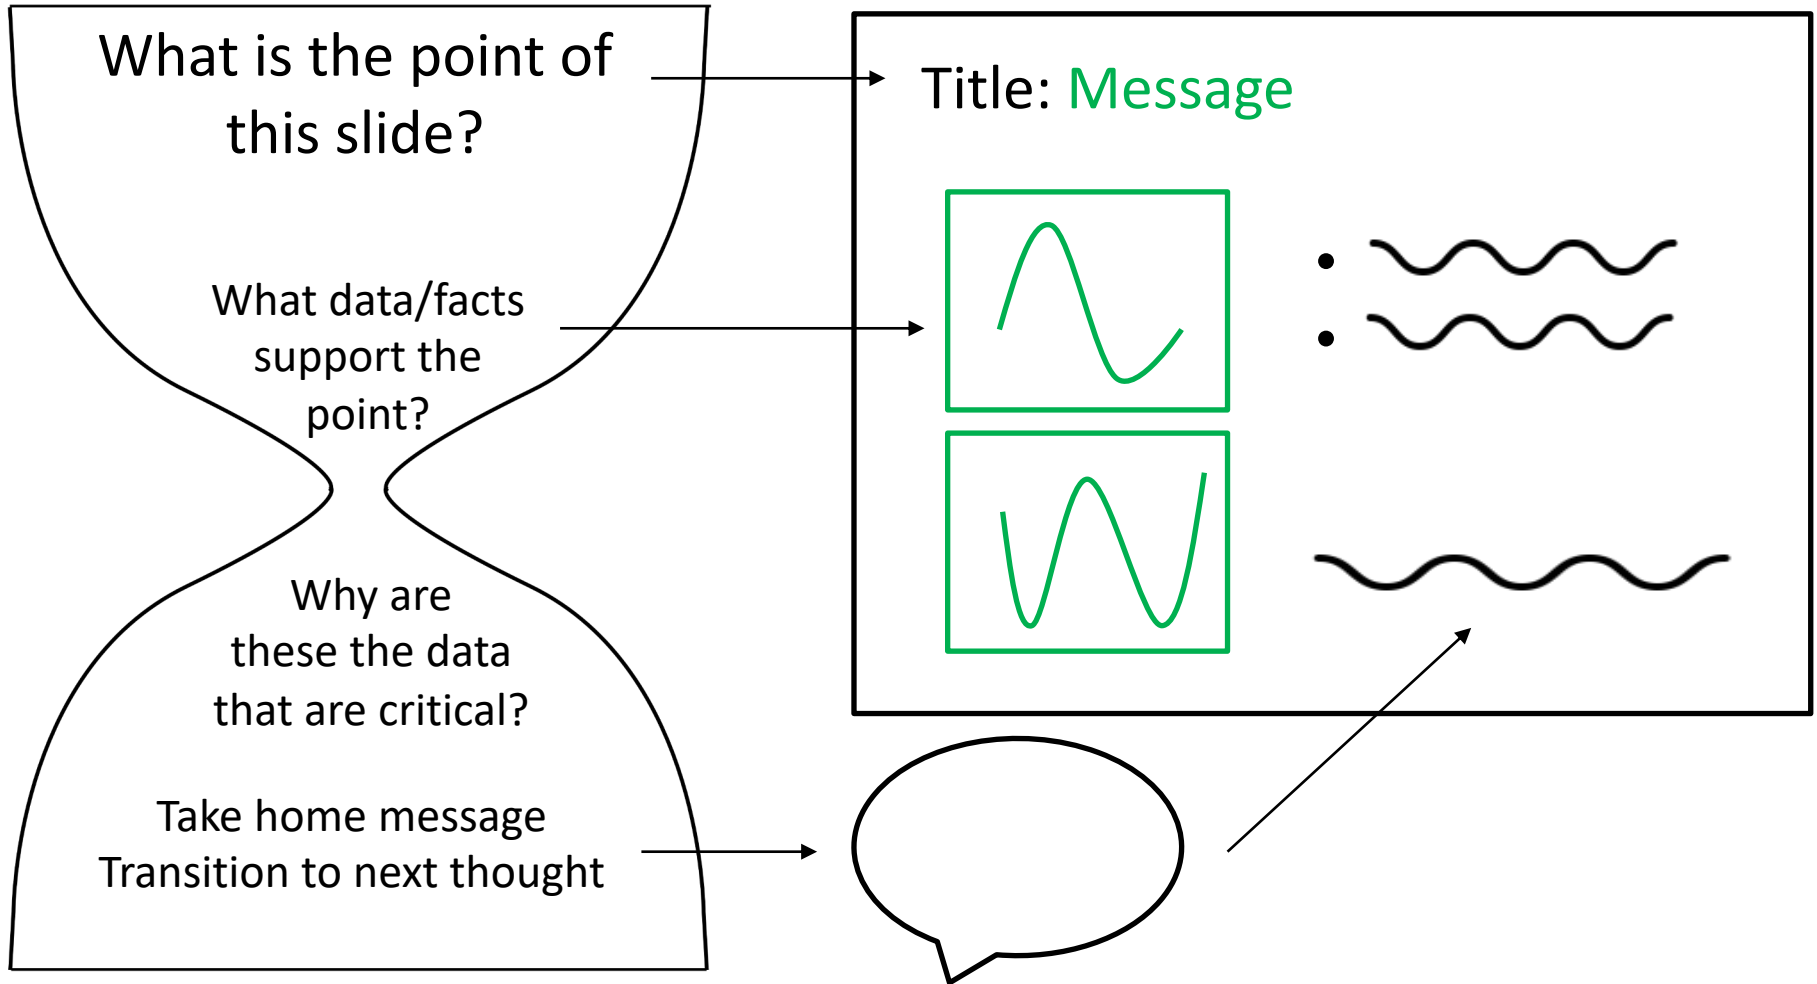 What is the point of
this slide?
What data/facts
support the
point?
Why are
these the data
that are critical?
Take home message
Transition to next thought
Title: Message